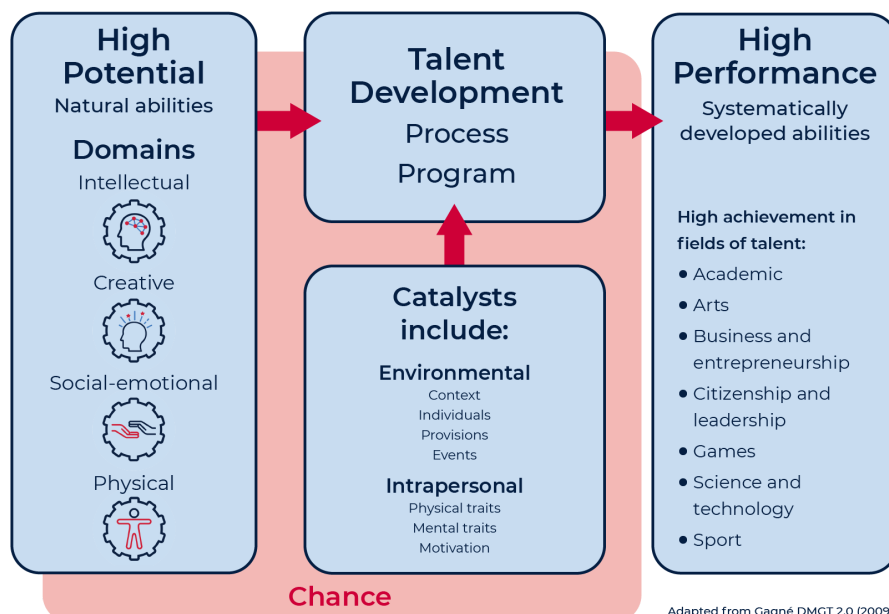 High
Potential
Natural abilities
Domains
Intellectual
Creative
Social-emotional
Physical
Talent
Development
Process
Program
Catalysts
include:
Environmental
Context
Individuals
Provisions
Events
Intrapersonal
Physical traits
Mental traits
Motivation
Chance
High
Performance
Systematically
developed abilities
High achievement in
fields of talent:
• Academic
• Arts
• Business and
entrepreneurship
• Citizenship and
leadership
• Games
• Science and
technology
• Sport
Adapted from Gagné DMGT 2.0 (2009